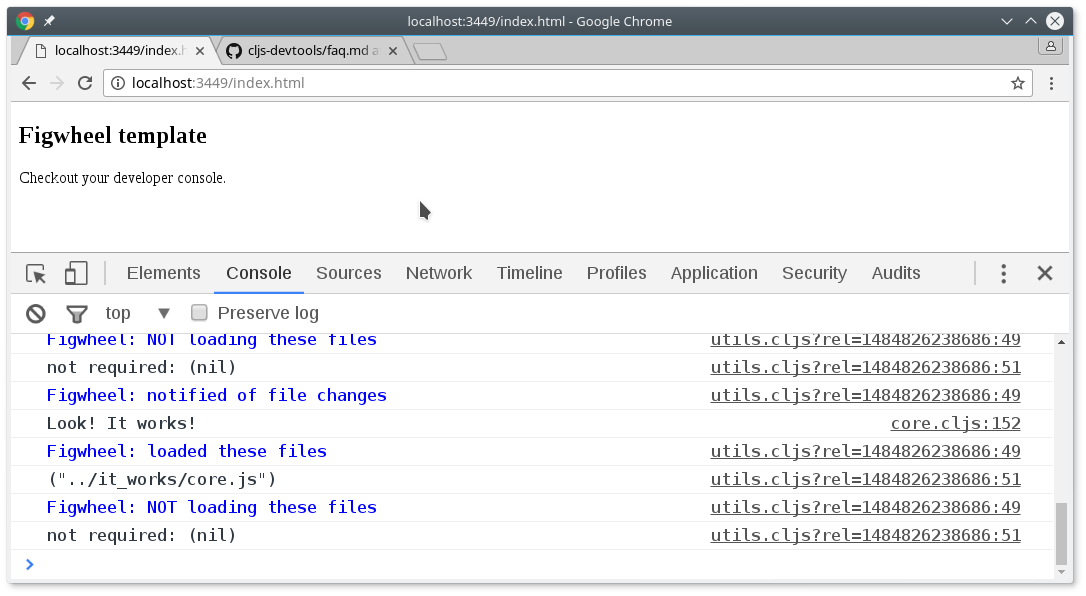 localhost:3449/index.html - Google Chrome
localhost:3449/index.h
cljs-devtools/faq.md a
localhost:3449/index.html
Figwheel template
Checkout your developer console.
Elements Console Sources Network Timeline Profiles Application Security Audits
top Preserve log
Figwheel: NOT loading these files utils.cljs?rel=1484826238686:49
not required: (nil) utils.cljs?rel=1484826238686:51
Figwheel: notified of file changes utils.cljs?rel=1484826238686:49
Look! It works! core.cljs:152
Figwheel: loaded these files utils.cljs?rel=1484826238686:49
("../it_works/core.js") utils.cljs?rel=1484826238686:51
Figwheel: NOT loading these files utils.cljs?rel=1484826238686:49
not required: (nil) utils.cljs?rel=1484826238686:51